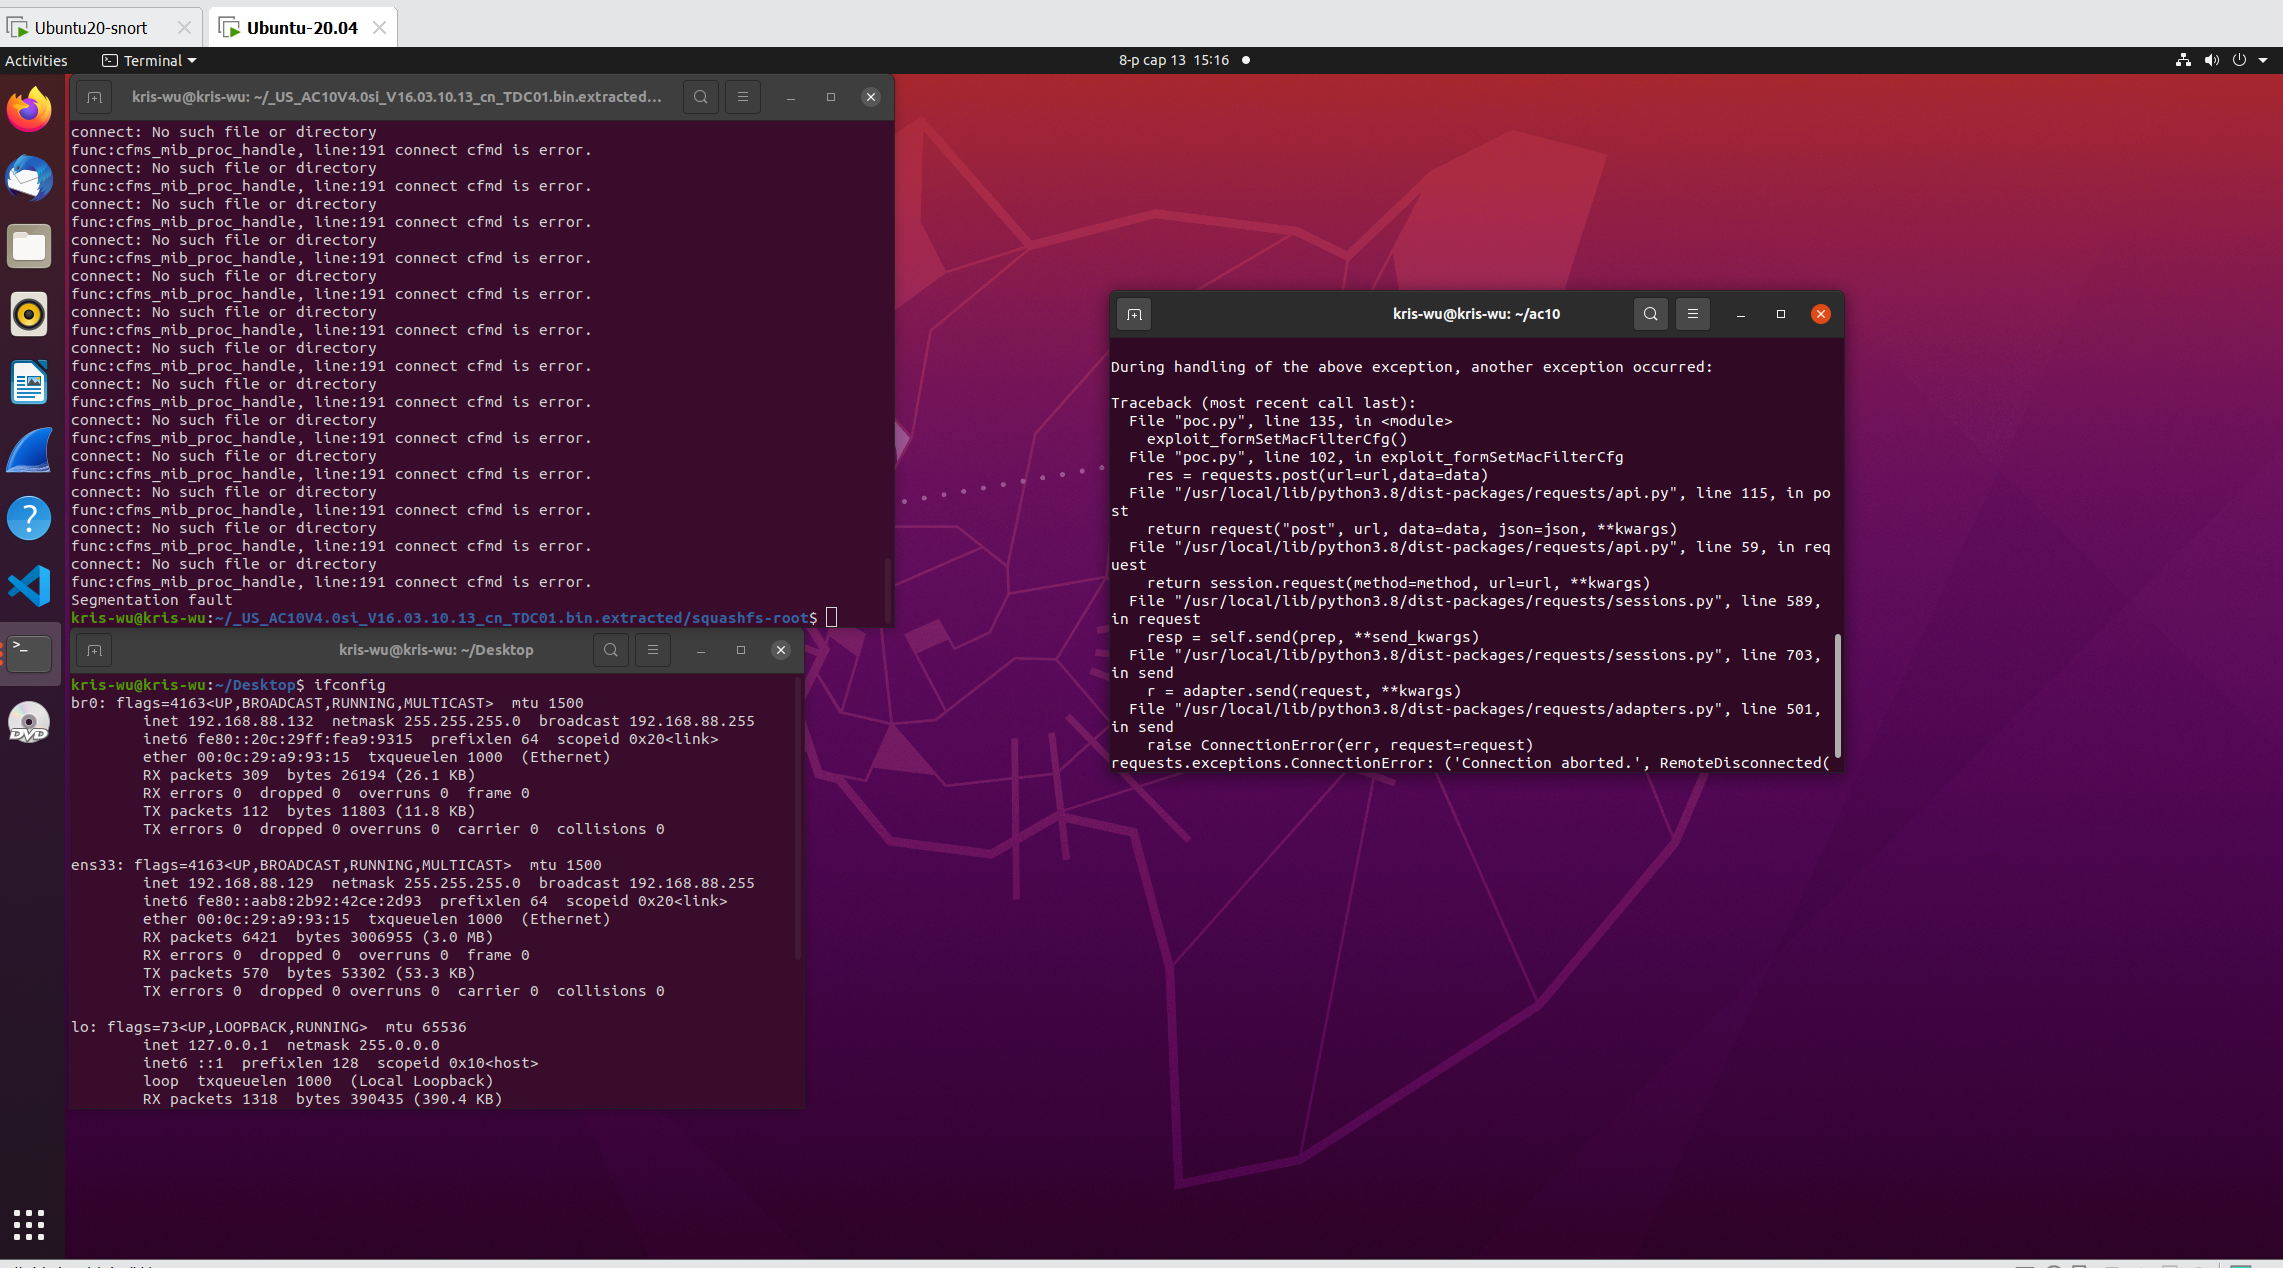 Ubuntu20-snort
Ubuntu-20.04
Activities
Terminal
8-р сар 13 15:16
kris-wu@kris-wu: ~/_US_AC10V4.0si_V16.03.10.13_cn_TDC01.bin.extracted...
connect: No such file or directory
func:cfms_mib_proc_handle, line:191 connect cfmd is error.
connect: No such file or directory
func:cfms_mib_proc_handle, line:191 connect cfmd is error.
connect: No such file or directory
func:cfms_mib_proc_handle, line:191 connect cfmd is error.
connect: No such file or directory
func:cfms_mib_proc_handle, line:191 connect cfmd is error.
connect: No such file or directory
func:cfms_mib_proc_handle, line:191 connect cfmd is error.
connect: No such file or directory
func:cfms_mib_proc_handle, line:191 connect cfmd is error.
connect: No such file or directory
func:cfms_mib_proc_handle, line:191 connect cfmd is error.
connect: No such file or directory
func:cfms_mib_proc_handle, line:191 connect cfmd is error.
connect: No such file or directory
func:cfms_mib_proc_handle, line:191 connect cfmd is error.
connect: No such file or directory
func:cfms_mib_proc_handle, line:191 connect cfmd is error.
connect: No such file or directory
func:cfms_mib_proc_handle, line:191 connect cfmd is error.
connect: No such file or directory
func:cfms_mib_proc_handle, line:191 connect cfmd is error.
connect: No such file or directory
func:cfms_mib_proc_handle, line:191 connect cfmd is error.
Segmentation fault
kris-wu@kris-wu:~/_US_AC10V4.0si_V16.03.10.13_cn_TDC01.bin.extracted/squashfs-root$
kris-wu@kris-wu: ~/Desktop
kris-wu@kris-wu:~/Desktop$ ifconfig
br0: flags=4163<UP,BROADCAST,RUNNING,MULTICAST>  mtu 1500
inet 192.168.88.132  netmask 255.255.255.0  broadcast 192.168.88.255
inet6 fe80::20c:29ff:fea9:9315  prefixlen 64  scopeid 0x20<link>
ether 00:0c:29:a9:93:15  txqueuelen 1000  (Ethernet)
RX packets 309  bytes 26194 (26.1 KB)
RX errors 0  dropped 0  overruns 0  frame 0
TX packets 112  bytes 11803 (11.8 KB)
TX errors 0  dropped 0 overruns 0  carrier 0  collisions 0
ens33: flags=4163<UP,BROADCAST,RUNNING,MULTICAST>  mtu 1500
inet 192.168.88.129  netmask 255.255.255.0  broadcast 192.168.88.255
inet6 fe80::aab8:2b92:42ce:2d93  prefixlen 64  scopeid 0x20<link>
ether 00:0c:29:a9:93:15  txqueuelen 1000  (Ethernet)
RX packets 6421  bytes 3006955 (3.0 MB)
RX errors 0  dropped 0  overruns 0  frame 0
TX packets 570  bytes 53302 (53.3 KB)
TX errors 0  dropped 0 overruns 0  carrier 0  collisions 0
lo: flags=73<UP,LOOPBACK,RUNNING>  mtu 65536
inet 127.0.0.1  netmask 255.0.0.0
inet6 ::1  prefixlen 128  scopeid 0x10<host>
loop  txqueuelen 1000  (Local Loopback)
RX packets 1318  bytes 390435 (390.4 KB)
kris-wu@kris-wu: ~/ac10
During handling of the above exception, another exception occurred:
Traceback (most recent call last):
File "poc.py", line 135, in <module>
exploit_formSetMacFilterCfg()
File "poc.py", line 102, in exploit_formSetMacFilterCfg
res = requests.post(url=url,data=data)
File "/usr/local/lib/python3.8/dist-packages/requests/api.py", line 115, in po
st
return request("post", url, data=data, json=json, **kwargs)
File "/usr/local/lib/python3.8/dist-packages/requests/api.py", line 59, in req
uest
return session.request(method=method, url=url, **kwargs)
File "/usr/local/lib/python3.8/dist-packages/requests/sessions.py", line 589,
in request
resp = self.send(prep, **send_kwargs)
File "/usr/local/lib/python3.8/dist-packages/requests/sessions.py", line 703,
in send
r = adapter.send(request, **kwargs)
File "/usr/local/lib/python3.8/dist-packages/requests/adapters.py", line 501,
in send
raise ConnectionError(err, request=request)
requests.exceptions.ConnectionError: ('Connection aborted.', RemoteDisconnected(
DVD